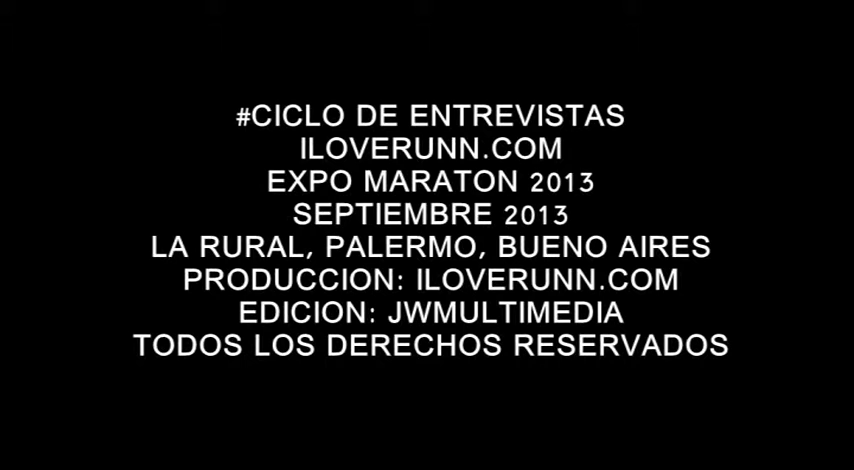 #CICLO DE ENTREVISTAS
ILOVERUNN.COM
EXPO MARATON 2013
SEPTIEMBRE 2013
LA RURAL, PALERMO, BUENO AIRES
PRODUCCION: ILOVERUNN.COM
EDICION: JWMULTIMEDIA
TODOS LOS DERECHOS RESERVADOS